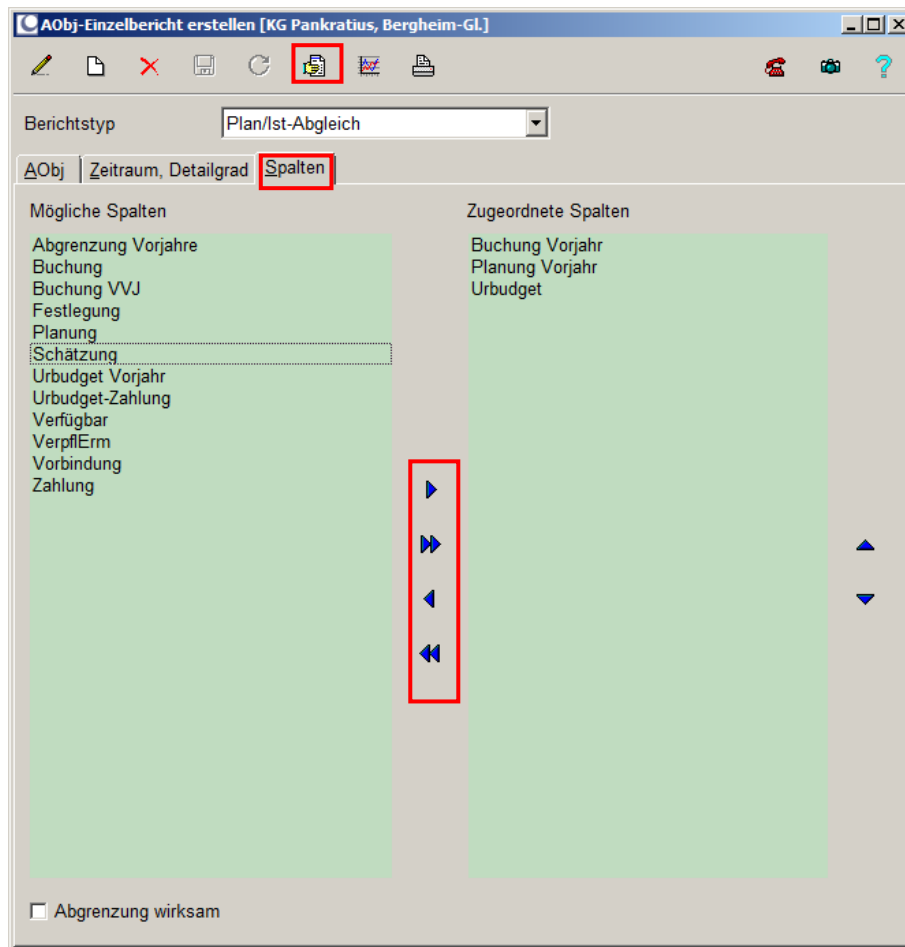 AObj-Einzelbericht erstellen [KG Pankratius, Bergheim-Gl.]
Berichtstyp Plan/Ist-Abgleich
AObj Zeitraum, Detailgrad Spalten
Mögliche Spalten
Abgrenzung Vorjahre
Buchung
Buchung VVJ
Festlegung
Planung
Schätzung
Urbudget Vorjahr
Urbudget-Zahlung
Verfügbar
VerpflErm
Vorbindung
Zahlung
Zugeordnete Spalten
Buchung Vorjahr
Planung Vorjahr
Urbudget
Abgrenzung wirksam